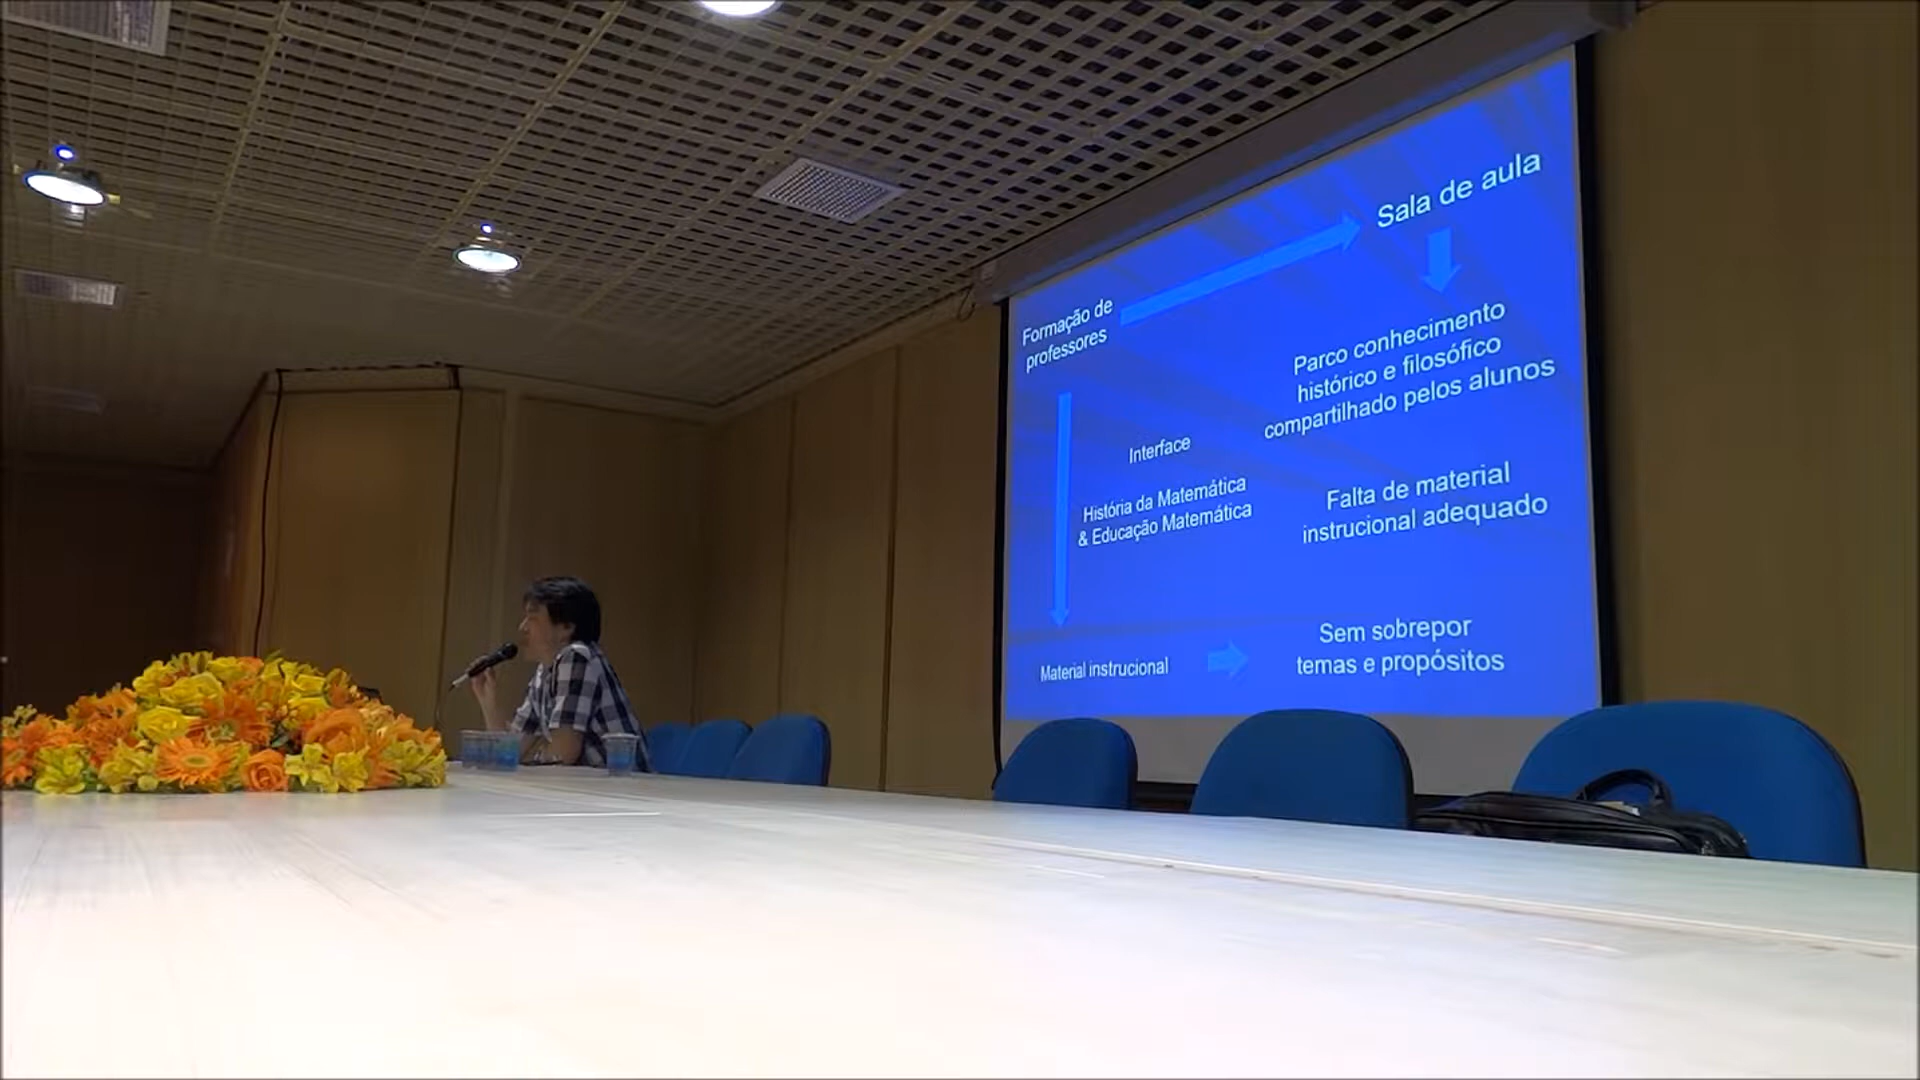 Sala de aula
Formação de
professores
Parco conhecimento
histórico e filosófico
compartilhado pelos alunos
Interface
História da Matemática
& Educação Matemática
Falta de material
instrucional adequado
Material instrucional
Sem sobrepor
temas e propósitos